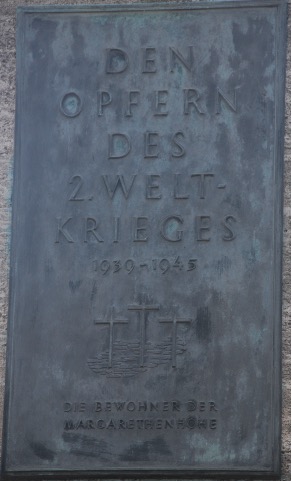 DEN
OPFERN
DES
2. WELT-
KRIEGES
1939-1945
DIE BEWOHNER DER
MARGARETHENHÖHE